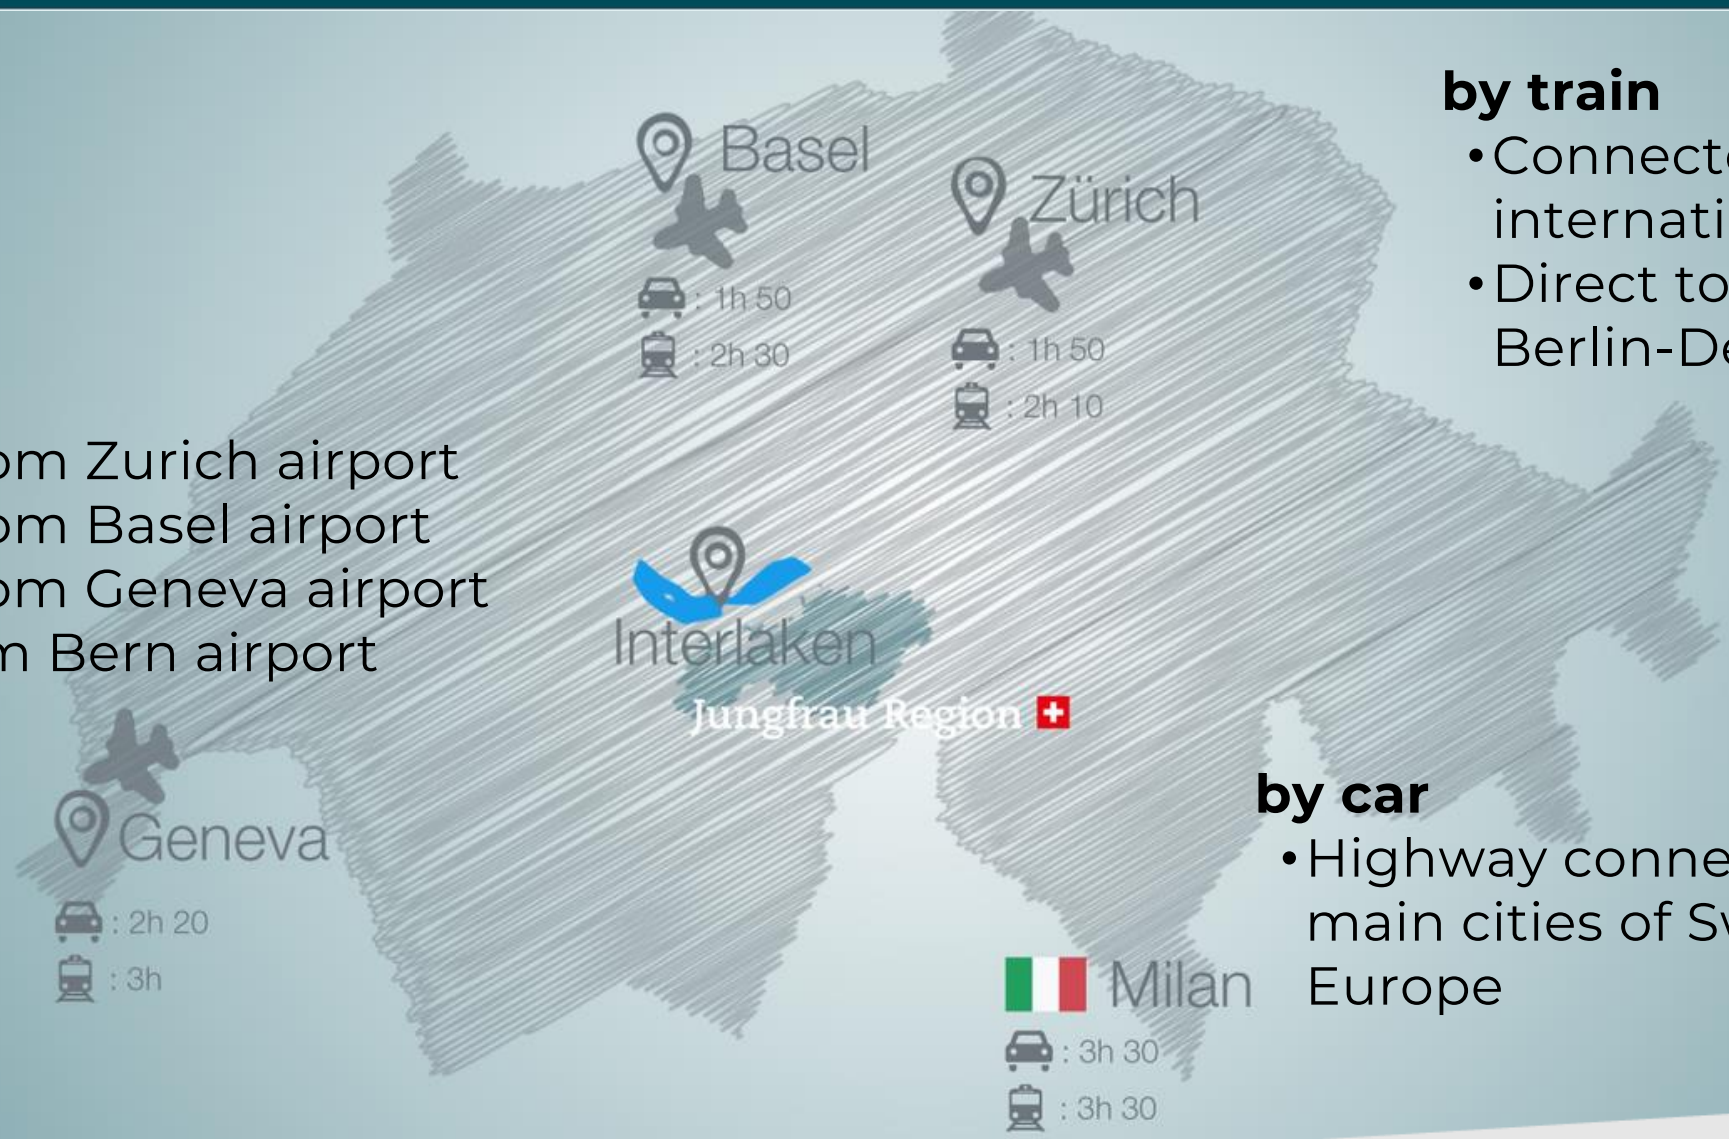 by train
• Connecte
internati
• Direct to
Berlin-De
Basel
: 1h 50
: 2h 30
Zürich
: 1h 50
: 2h 10
om Zurich airport
om Basel airport
om Geneva airport
m Bern airport
Interlaken
Jungfrau Region
Geneva
: 2h 20
: 3h
by car
• Highway conne
main cities of Sw
Europe
Milan
: 3h 30
: 3h 30